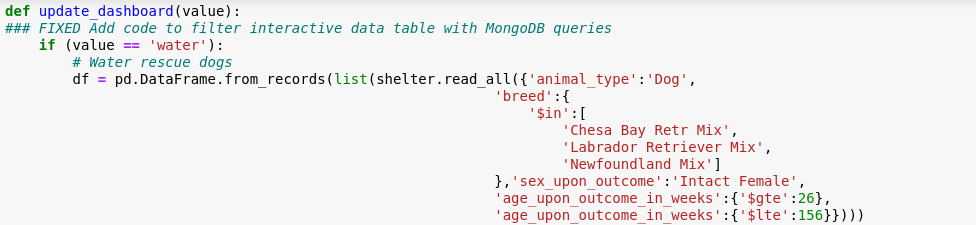 def update_dashboard(value):
### FIXED Add code to filter interactive data table with MongoDB queries
    if (value == 'water'):
        # Water rescue dogs
        df = pd.DataFrame.from_records(list(shelter.read_all({'animal_type':'Dog',
                                                          'breed':{
                                                              '$in':[
                                                                  'Chesa Bay Retr Mix',
                                                                  'Labrador Retriever Mix',
                                                                  'Newfoundland Mix']
                                                          },'sex_upon_outcome':'Intact Female',
                                                          'age_upon_outcome_in_weeks':{'$gte':26},
                                                          'age_upon_outcome_in_weeks':{'$lte':156}})))